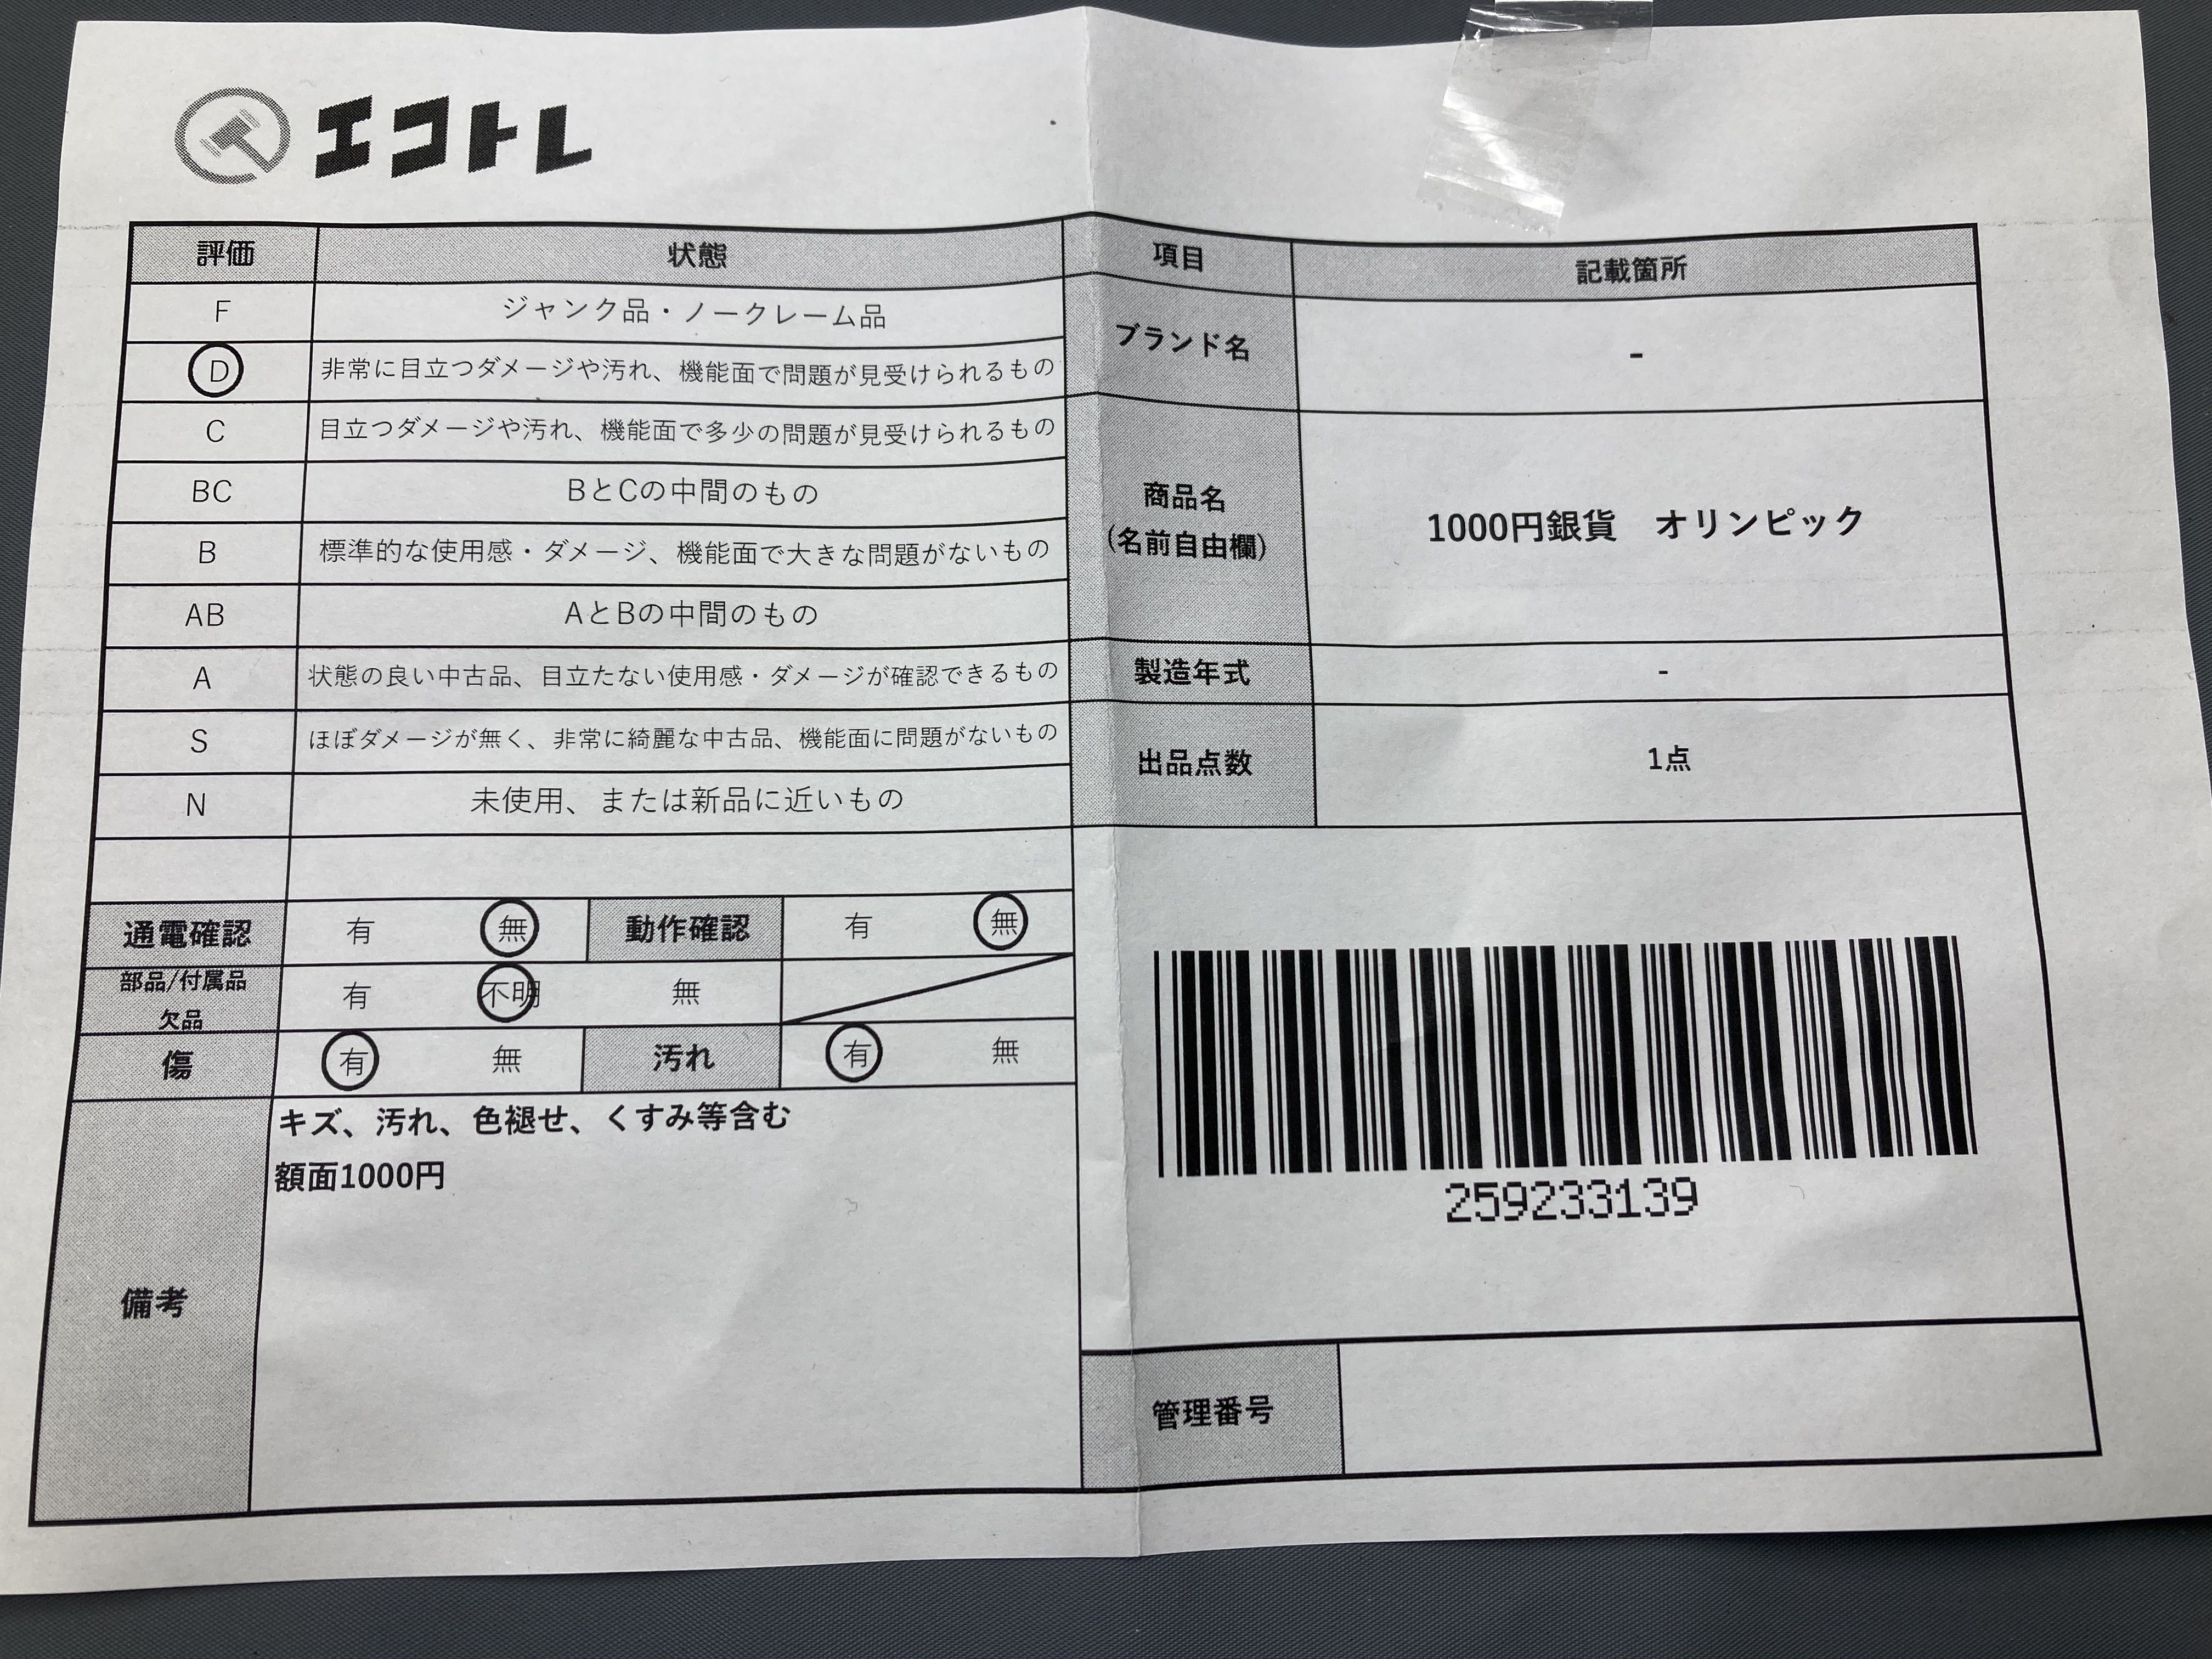 エコトレ
評価 状態
F ジャンク品・ノークレーム品
D 非常に目立つダメージや汚れ、機能面で問題が見受けられるもの
C 目立つダメージや汚れ、機能面で多少の問題が見受けられるもの
BC BとCの中間のもの
B 標準的な使用感・ダメージ、機能面で大きな問題がないもの
AB AとBの中間のもの
A 状態の良い中古品、目立たない使用感・ダメージが確認できるもの
S ほぼダメージが無く、非常に綺麗な中古品、機能面に問題がないもの
N 未使用、または新品に近いもの
通電確認 有 無 動作確認 有 無
部品/付属品
欠品 有 不明 無
傷 有 無 汚れ 有 無
備考
キズ、汚れ、色褪せ、くすみ等含む
額面1000円
項目 記載箇所
ブランド名 -
商品名
(名前自由欄)
1000円銀貨　オリンピック
製造年式 -
出品点数 1点
259233139
管理番号